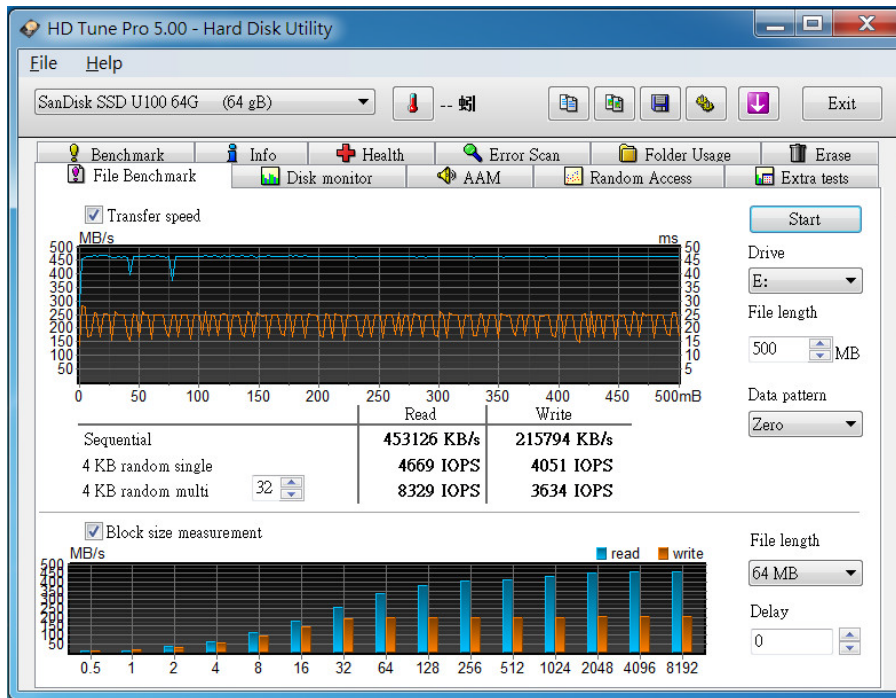 HD Tune Pro 5.00 - Hard Disk Utility
File Help
SanDisk SSD U100 64G (64 gB) -- 蚓 Exit
Benchmark Info Health Error Scan Folder Usage Erase
File Benchmark Disk monitor AAM Random Access Extra tests
Transfer speed Start
MB/s ms
500 50
450 45
400 40
350 35
300 30
250 25
200 20
150 15
100 10
50 5
0 50 100 150 200 250 300 350 400 450 500mB
Drive
E:
File length
500 MB
Data pattern
Zero
Read Write
Sequential 453126 KB/s 215794 KB/s
4 KB random single 4669 IOPS 4051 IOPS
4 KB random multi 32 8329 IOPS 3634 IOPS
Block size measurement
MB/s read write
500
450
400
350
300
250
200
150
100
50
0.5 1 2 4 8 16 32 64 128 256 512 1024 2048 4096 8192
File length
64 MB
Delay
0